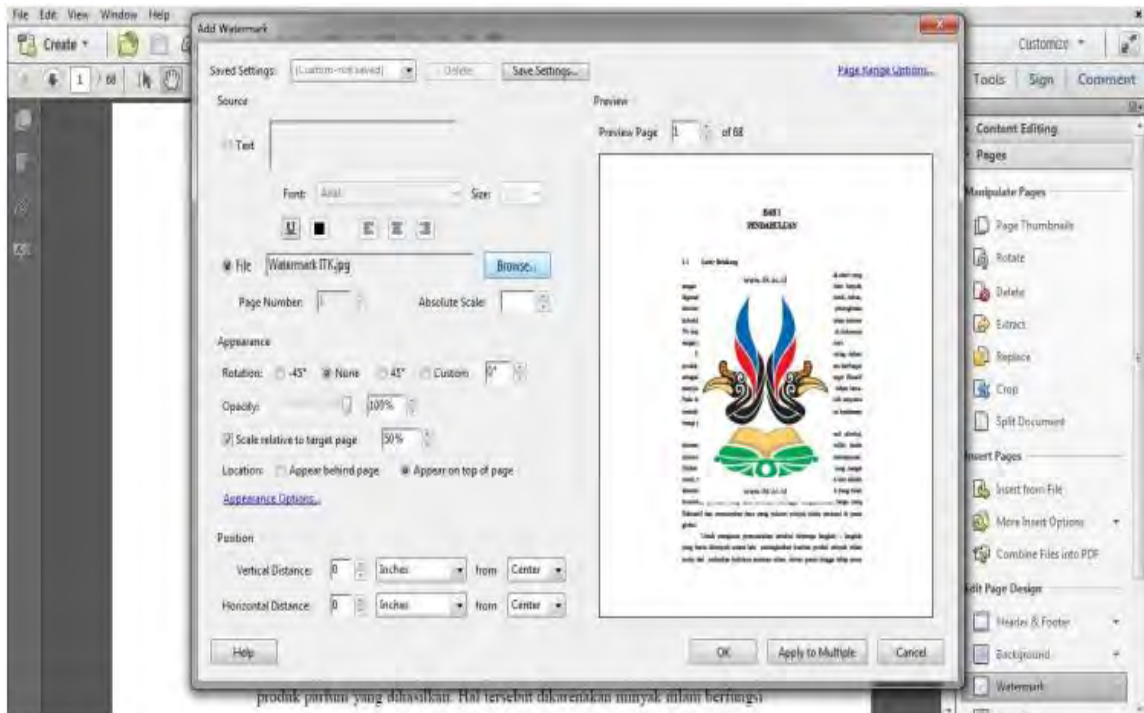 File Edit View Window Help
Create
1 / 68
Customize
Tools Sign Comment
Add Watermark
Saved Settings: (Custom-not saved) Delete Save Settings... Page Range Options...
Source
Text
Font: Arial Size:
File Watermark ITK.jpg Browse...
Page Number: 1 Absolute Scale:
Appearance
Rotation: -45° None 45° Custom 0°
Opacity: 100%
Scale relative to target page 50%
Location: Appear behind page Appear on top of page
Appearance Options...
Position
Vertical Distance: 0 Inches from Center
Horizontal Distance: 0 Inches from Center
Help
OK Apply to Multiple Cancel
Preview
Preview Page 1 of 68
BAB I
PENDAHULUAN
www.itk.ac.id
www.itk.ac.id
Content Editing
Pages
Manipulate Pages
Page Thumbnails
Rotate
Delete
Extract
Replace
Crop
Split Document
Insert Pages
Insert from File
More Insert Options
Combine Files into PDF
Edit Page Design
Header & Footer
Background
Watermark
produk parfum yang dihasilkan. Hal tersebut dikarenakan minyak nilam berfungsi